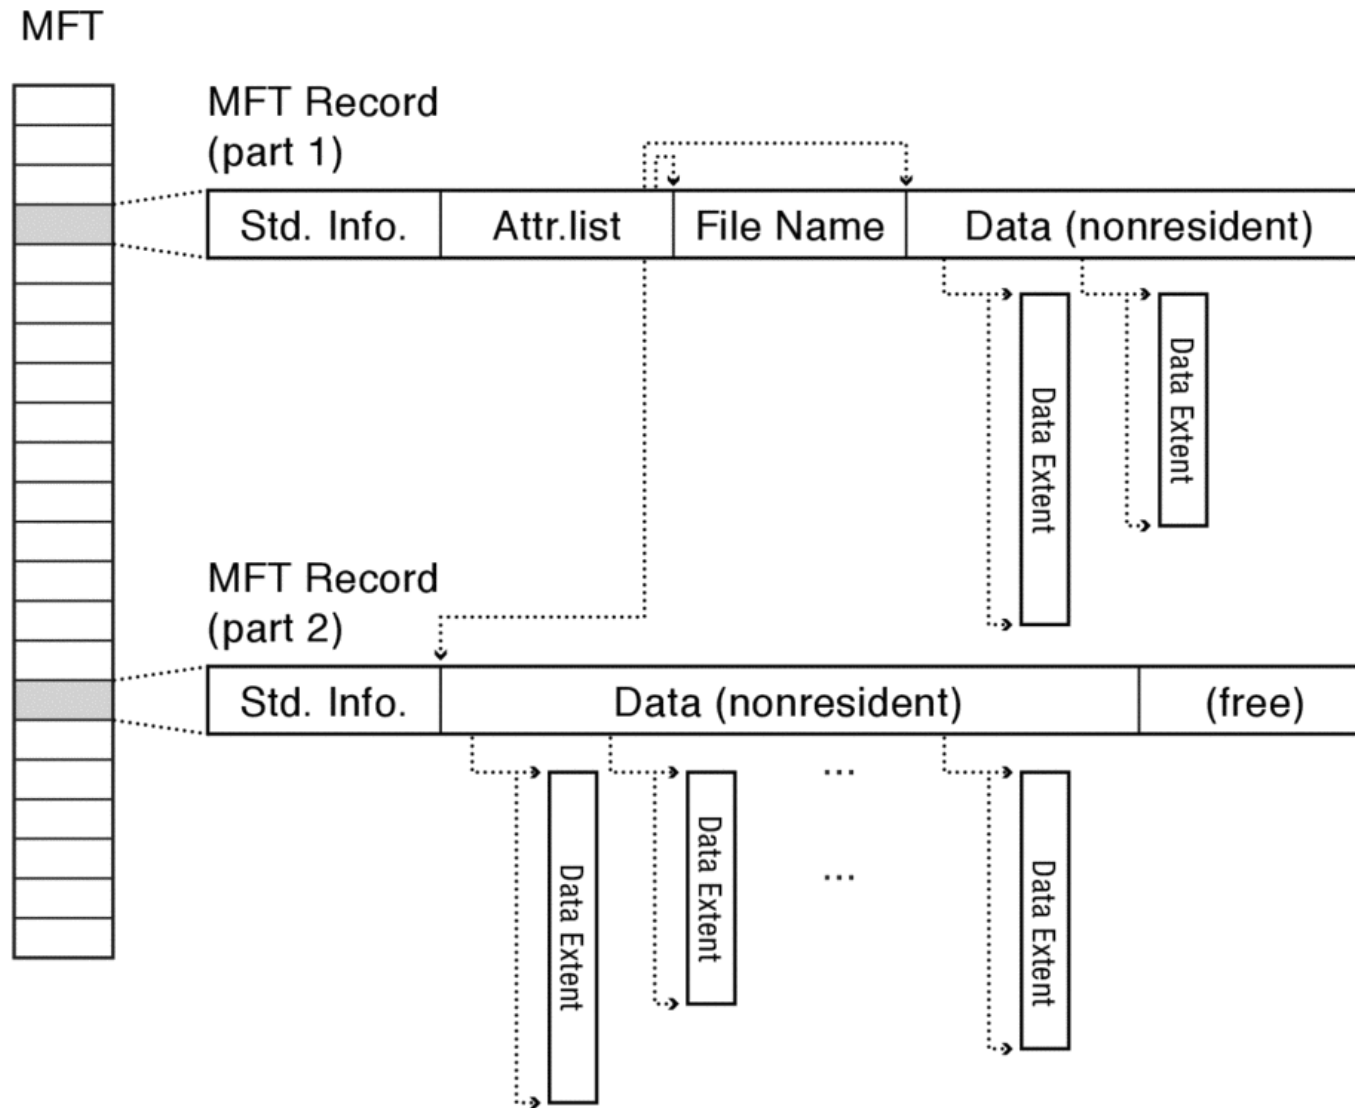 MFT
MFT Record
(part 1)
Std. Info.
Attr.list
File Name
Data (nonresident)
Data Extent
Data Extent
MFT Record
(part 2)
Std. Info.
Data (nonresident)
(free)
Data Extent
Data Extent
...
...
Data Extent